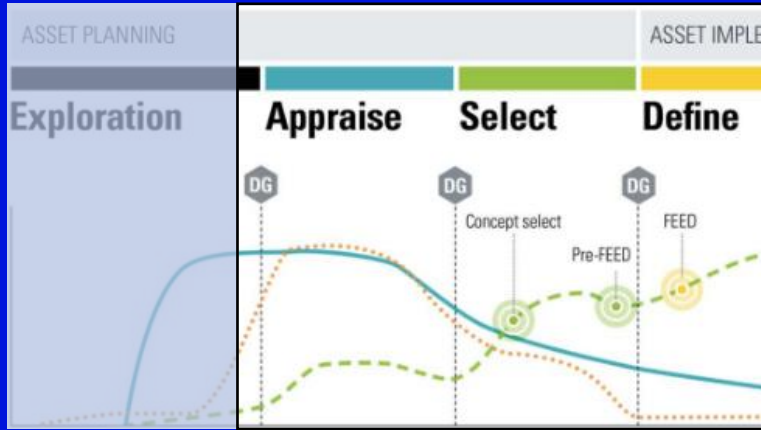 ASSET PLANNING
ASSET IMPLE
Exploration
Appraise
Select
Define
DG
DG
DG
Concept select
FEED
Pre-FEED